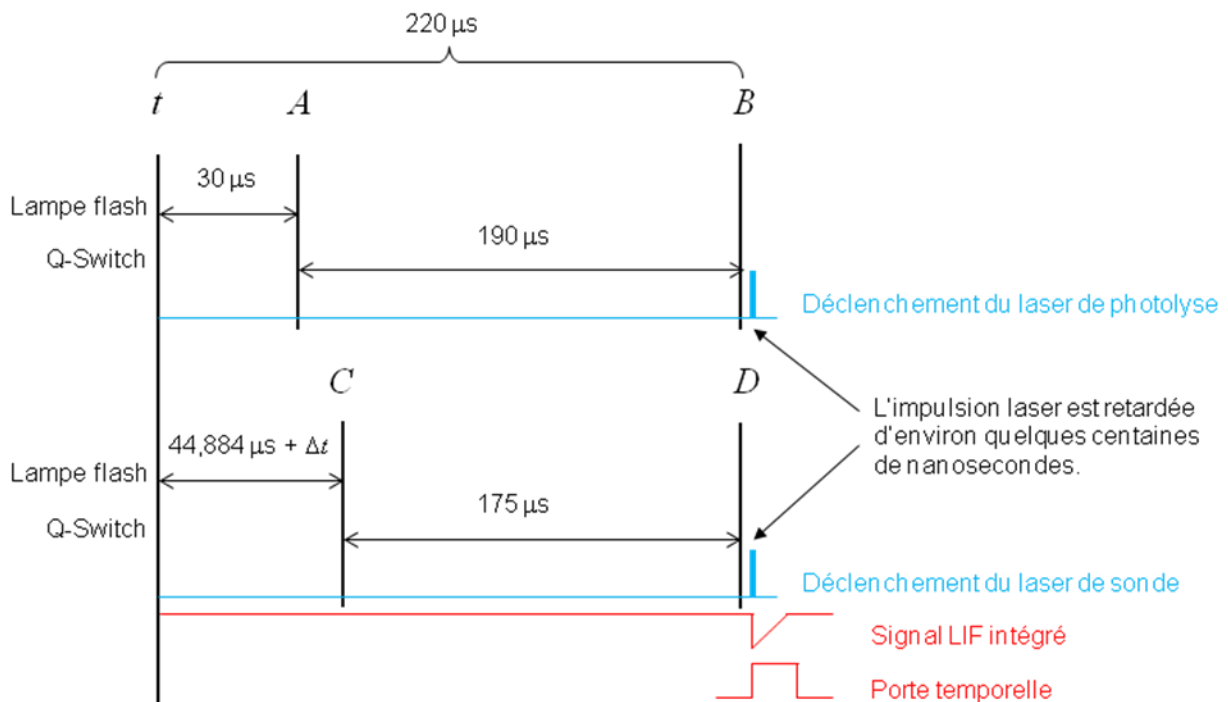 220 µs
t A B
30 µs
Lampe flash
190 µs
Q-Switch
Déclenchement du laser de photolyse
C D
L'impulsion laser est retardée
d'environ quelques centaines
de nanosecondes.
44,884 µs + Δt
Lampe flash
175 µs
Q-Switch
Déclenchement du laser de sonde
Signal LIF intégré
Porte temporelle